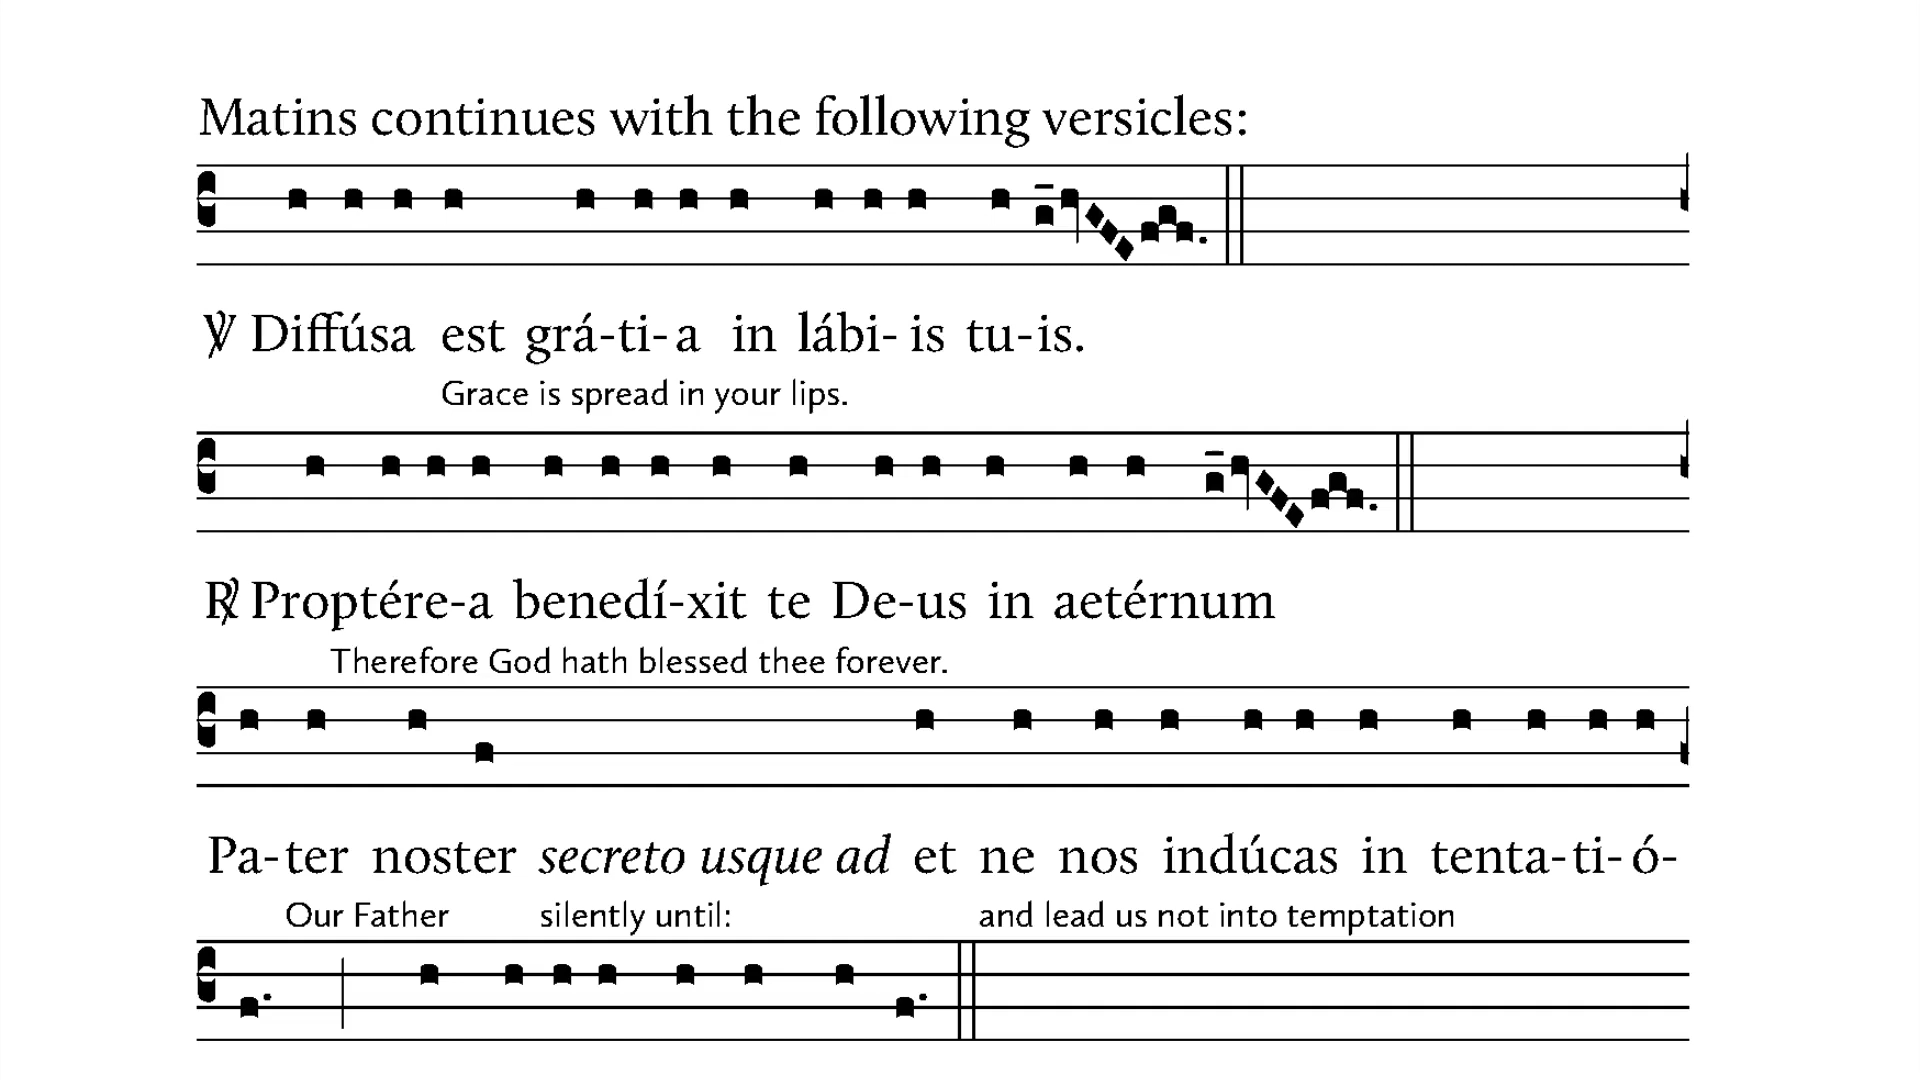 Matins continues with the following versicles:
℣ Diffúsa est grá-ti-a in lábi-is tu-is.
Grace is spread in your lips.
℟ Proptére-a benedí-xit te De-us in aetérnum
Therefore God hath blessed thee forever.
Pa-ter noster secreto usque ad et ne nos indúcas in tenta-ti-ó-
Our Father silently until: and lead us not into temptation